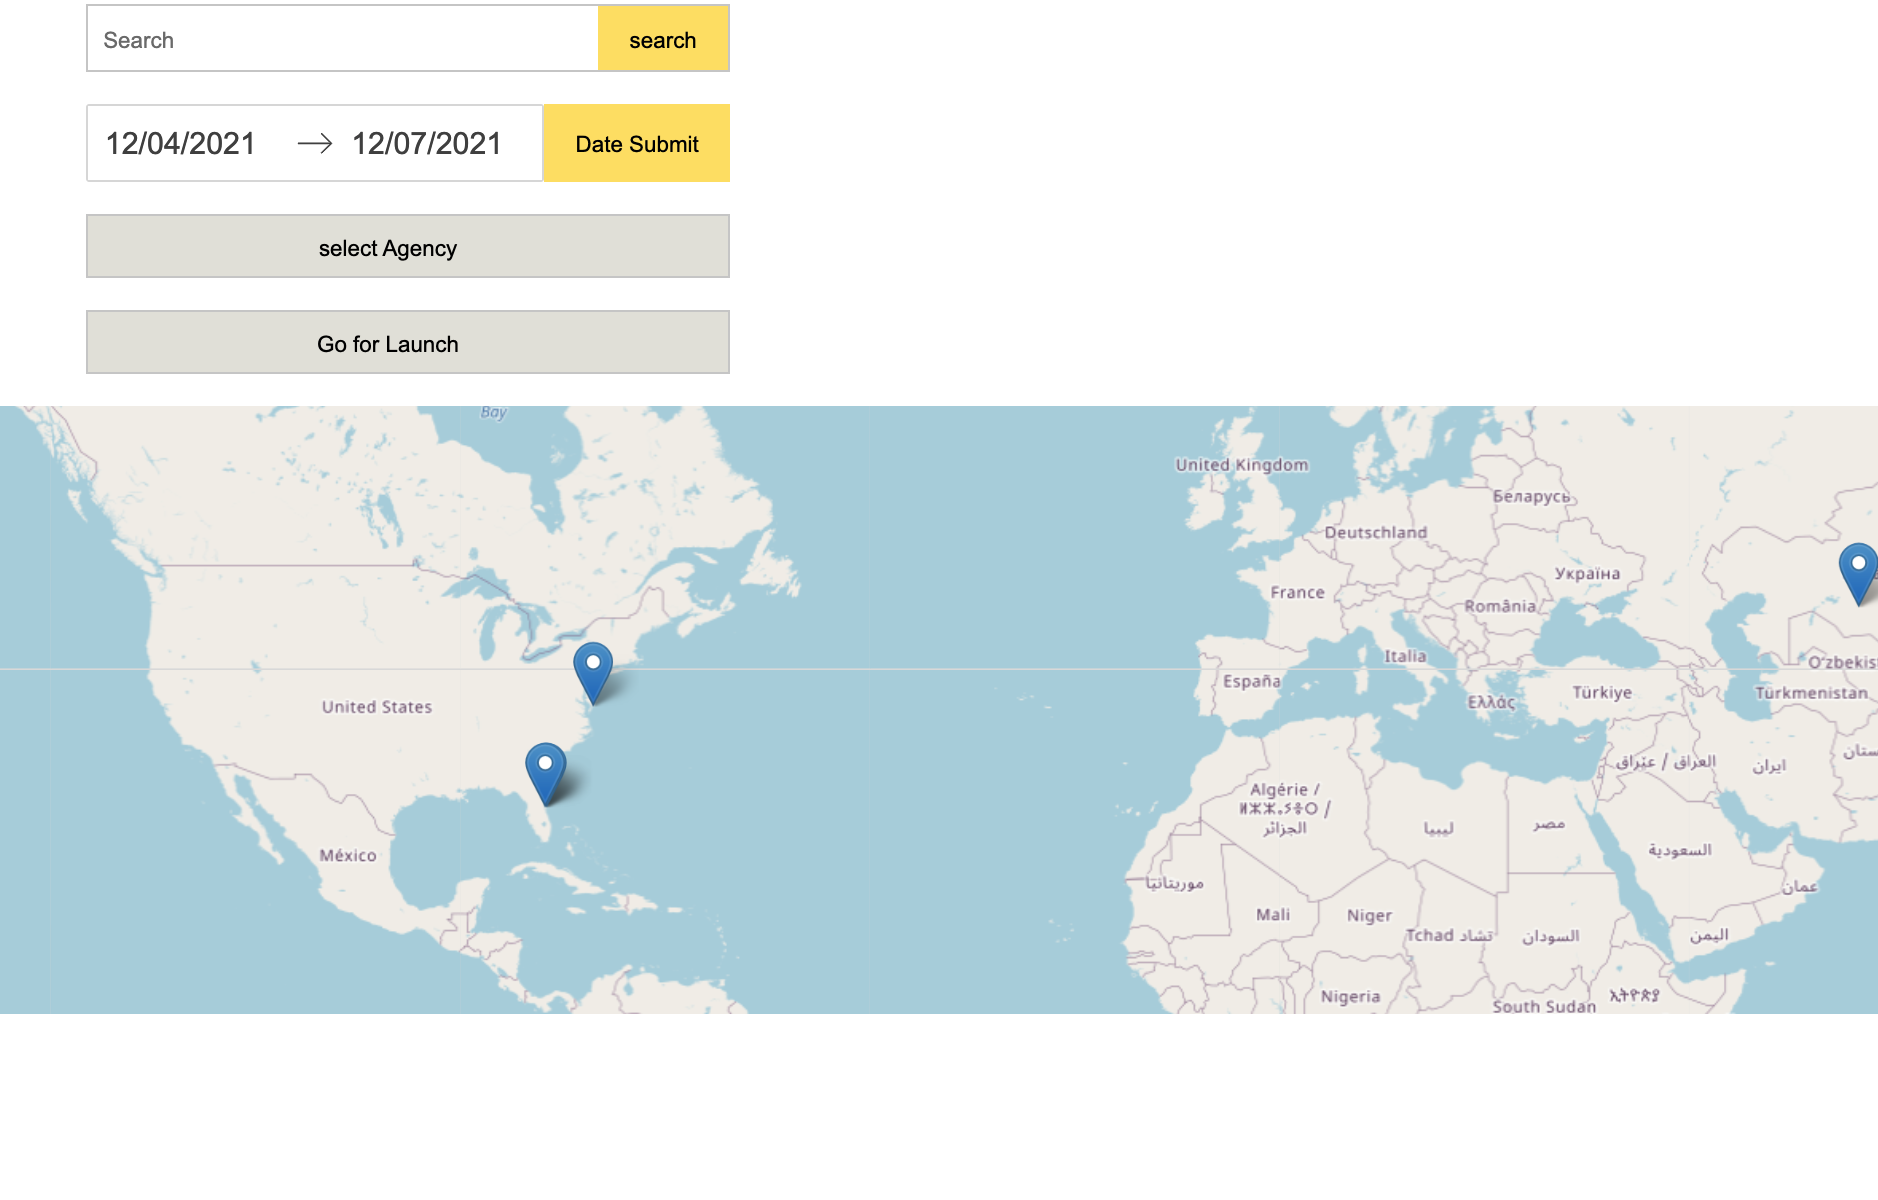 Search
search
12/04/2021
12/07/2021
Date Submit
select Agency
Go for Launch
Bay
United Kingdom
Беларусь
Deutschland
Україна
France
România
Italia
O'zbekis
España
Türkiye
Türkmenistan
Ελλάς
United States
ستان
العراق / عێراق
ايران
Algérie /
ⵍⵣⵣⴰⵢⴻⵔ /
الجزائر
ليبيا
مصر
México
السعودية
موريتانيا
عمان
Mali
Niger
Tchad تشاد
السودان
اليمن
Nigeria
ኢትዮጵያ
South Sudan